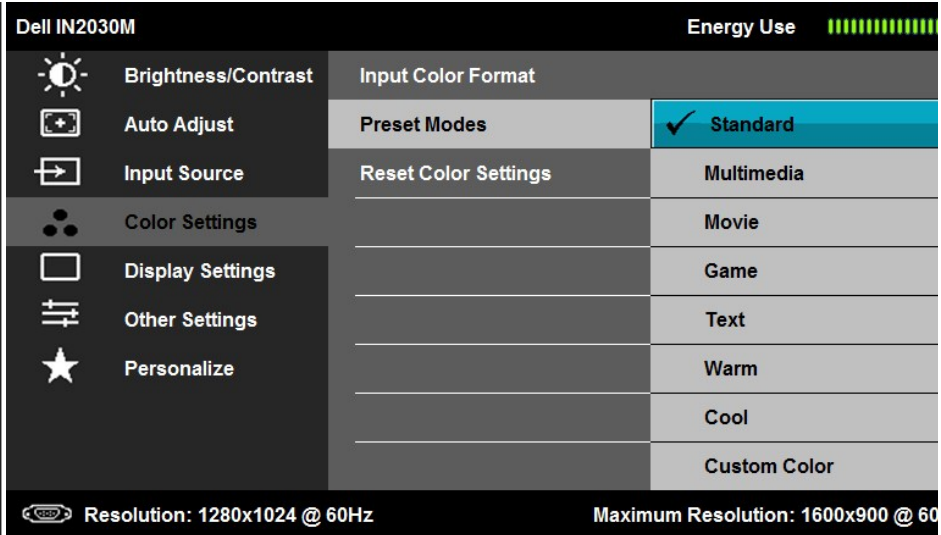 Dell IN2030M Energy Use
Brightness/Contrast Input Color Format
Auto Adjust Preset Modes Standard
Input Source Reset Color Settings Multimedia
Color Settings Movie
Display Settings Game
Other Settings Text
Personalize Warm
Cool
Custom Color
Resolution: 1280x1024 @ 60Hz Maximum Resolution: 1600x900 @ 60